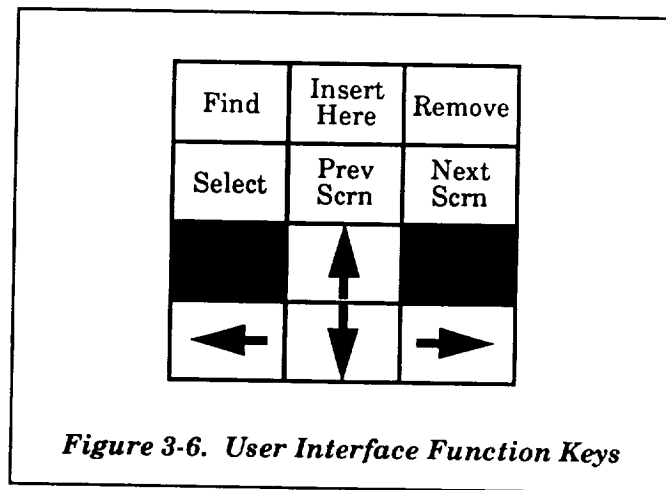 Find
Insert
Here
Remove
Select
Prev
Scrn
Next
Scrn
Figure 3-6. User Interface Function Keys